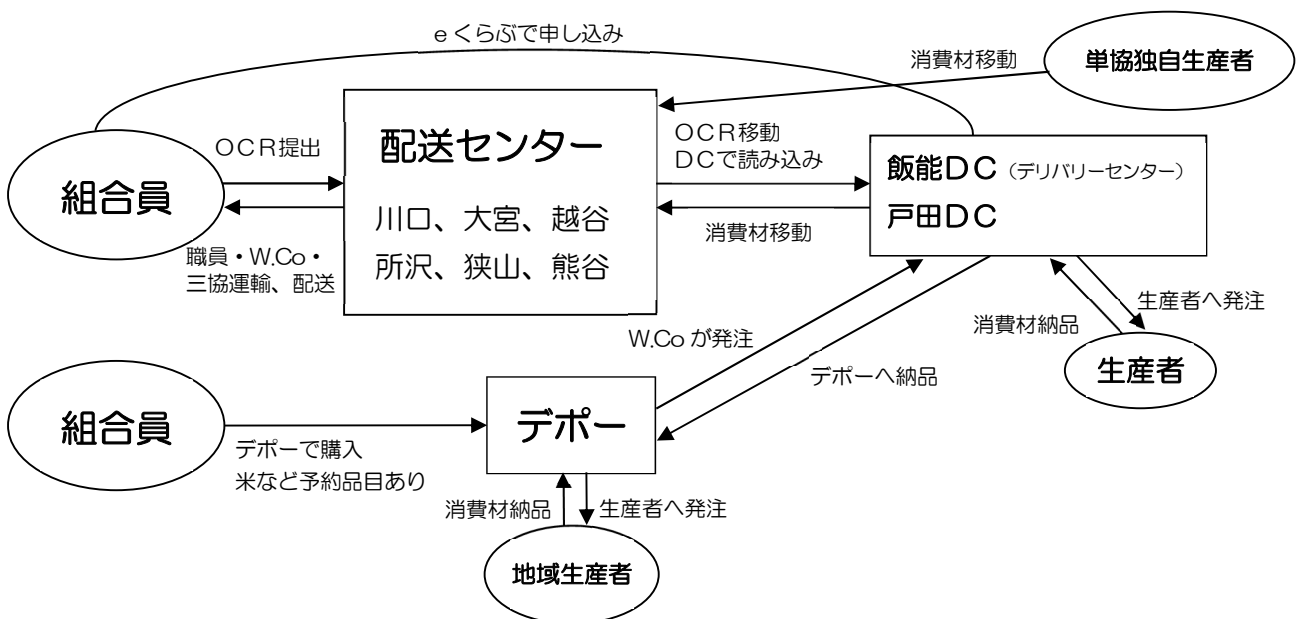 eくらぶで申し込み
消費材移動
単協独自生産者
組合員
OCR提出
職員・W.Co・
三協運輸、配送
配送センター
川口、大宮、越谷
所沢、狭山、熊谷
OCR移動
DCで読み込み
消費材移動
飯能DC（デリバリーセンター）
戸田DC
W.Coが発注
デポーへ納品
消費材納品
生産者へ発注
生産者
組合員
デポーで購入
米など予約品目あり
デポー
消費材納品
生産者へ発注
地域生産者